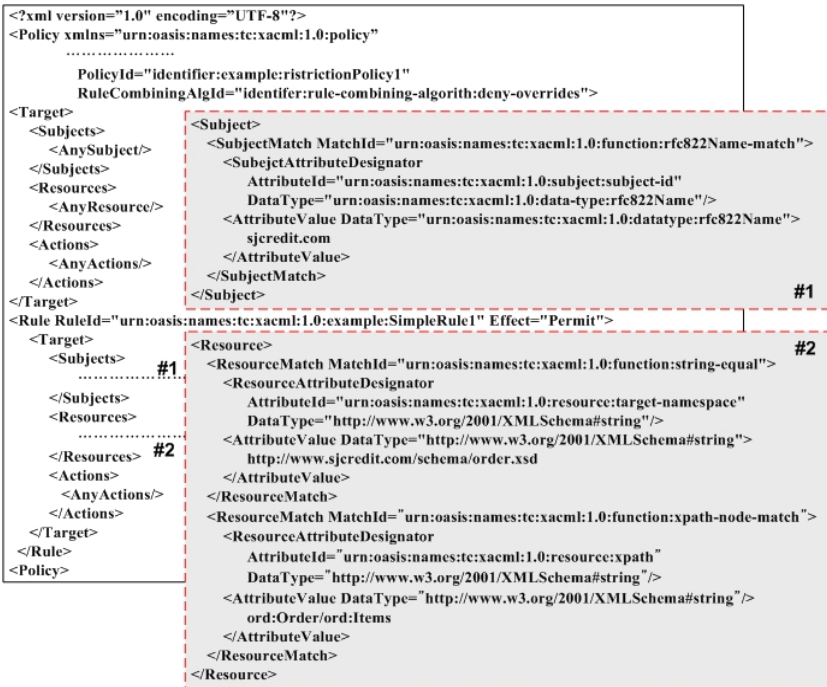 <?xml version="1.0" encoding=”UTF-8"?>
<Policy xmlns=”urn:oasis:names:tc:xacml:1.0:policy”
…………………
PolicyId="identifier:example:ristrictionPolicy1"
RuleCombiningAlgId="identifer:rule-combining-algorith:deny-overrides">
<Target>
<Subjects>
<AnySubject/>
</Subjects>
<Resources>
<AnyResource/>
</Resources>
<Actions>
<AnyActions/>
</Actions>
</Target>
<Subject>
<SubjectMatch MatchId="urn:oasis:names:tc:xacml:1.0:function:rfc822Name-match">
<SubejctAttributeDesignator
AttributeId="urn:oasis:names:tc:xacml:1.0:subject:subject-id"
DataType="urn:oasis:names:tc:xacml:1.0:data-type:rfc822Name"/>
<AttributeValue DataType="urn:oasis:names:tc:xacml:1.0:datatype:rfc822Name">
sjcredit.com
</AttributeValue>
</SubjectMatch>
</Subject>
#1
<Rule RuleId="urn:oasis:names:tc:xacml:1.0:example:SimpleRule1" Effect="Permit">
<Target>
<Subjects>
#1
…………………
</Subjects>
<Resources>
…………………
</Resources>
#2
<Actions>
<AnyActions/>
</Actions>
</Target>
</Rule>
<Policy>
<Resource>
#2
<ResourceMatch MatchId="urn:oasis:names:tc:xacml:1.0:function:string-equal">
<ResourceAttributeDesignator
AttributeId="urn:oasis:names:tc:xacml:1.0:resource:target-namespace"
DataType="http://www.w3.org/2001/XMLSchema#string"/>
<AttributeValue DataType="http://www.w3.org/2001/XMLSchema#string">
http://www.sjcredit.com/schema/order.xsd
</AttributeValue>
</ResourceMatch>
<ResourceMatch MatchId=”urn:oasis:names:tc:xacml:1.0:function:xpath-node-match”>
<ResourceAttributeDesignator
AttributeId=”urn:oasis:names:tc:xacml:1.0:resource:xpath”
DataType=”http://www.w3.org/2001/XMLSchema#string”/>
<AttributeValue DataType=”http://www.w3.org/2001/XMLSchema#string”/>
ord:Order/ord:Items
</AttributeValue>
</ResourceMatch>
</Resource>